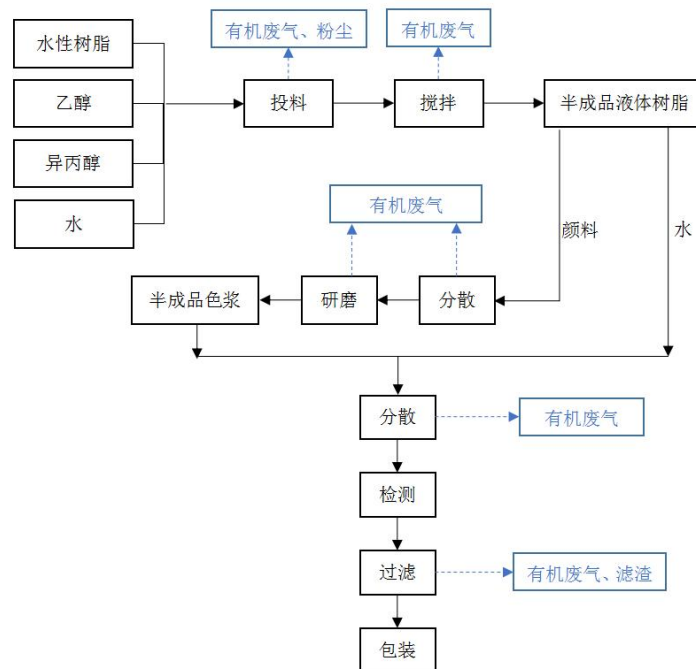 有机废气、粉尘
有机废气
水性树脂
乙醇
投料
搅拌
半成品液体树脂
异丙醇
水
有机废气
颜料
水
半成品色浆
研磨
分散
分散
有机废气
检测
过滤
有机废气、滤渣
包装